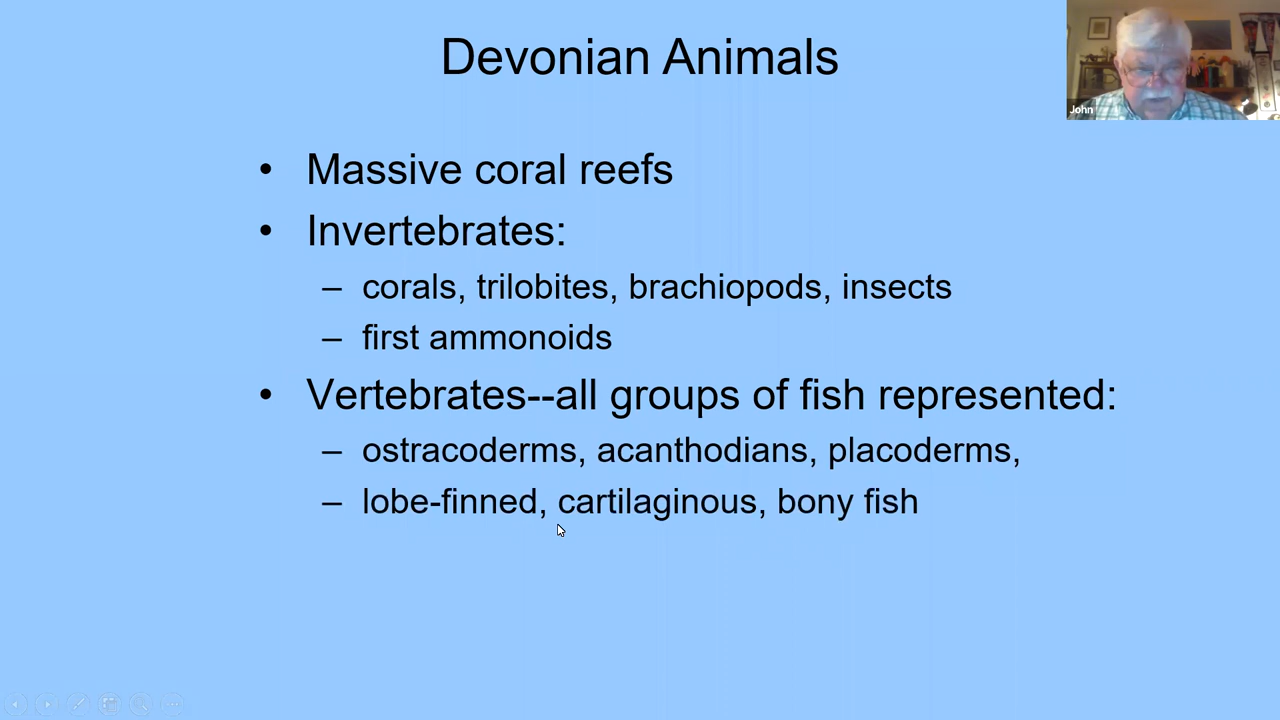 Devonian Animals
John
• Massive coral reefs
• Invertebrates:
– corals, trilobites, brachiopods, insects
– first ammonoids
• Vertebrates--all groups of fish represented:
– ostracoderms, acanthodians, placoderms,
– lobe-finned, cartilaginous, bony fish